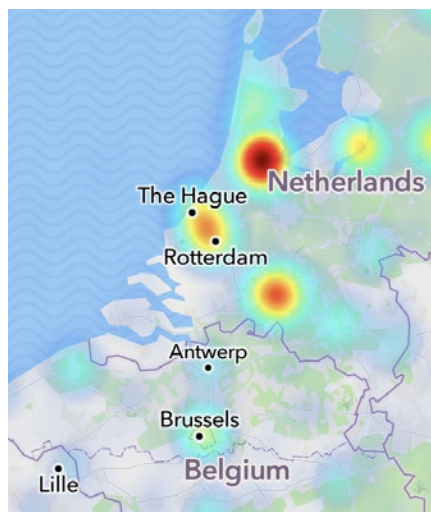 The Hague
Netherlands
Rotterdam
Antwerp
Brussels
Belgium
Lille